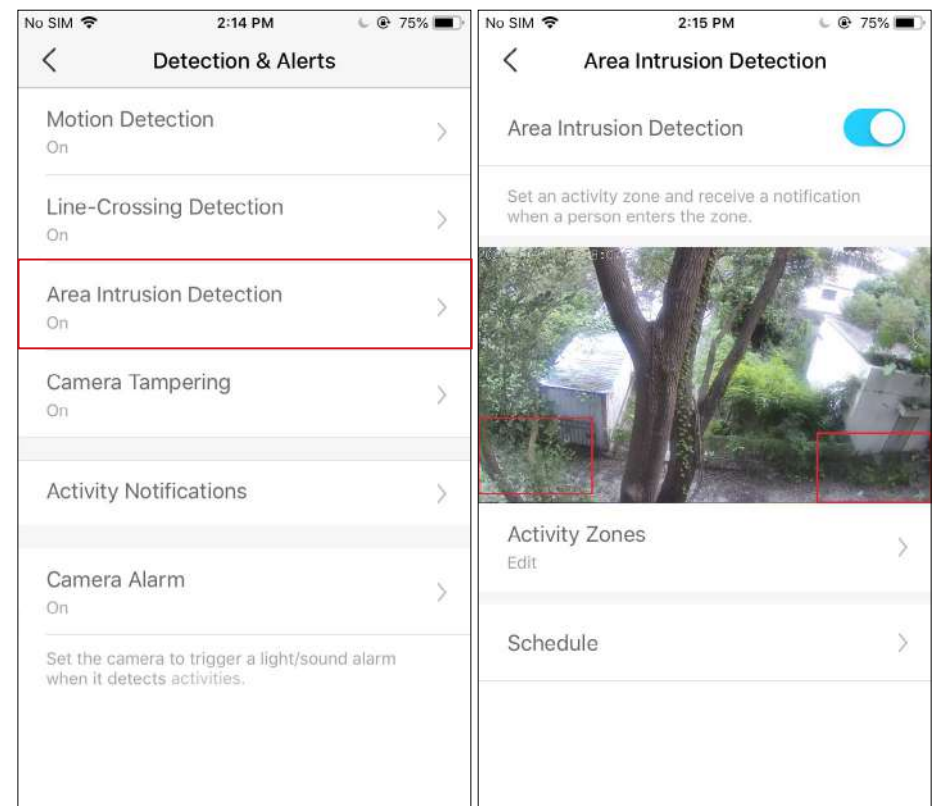 No SIM 2:14 PM 75%
Detection & Alerts
Motion Detection
On
Line-Crossing Detection
On
Area Intrusion Detection
On
Camera Tampering
On
Activity Notifications
Camera Alarm
On
Set the camera to trigger a light/sound alarm
when it detects activities.
No SIM 2:15 PM 75%
Area Intrusion Detection
Area Intrusion Detection
Set an activity zone and receive a notification
when a person enters the zone.
Activity Zones
Edit
Schedule